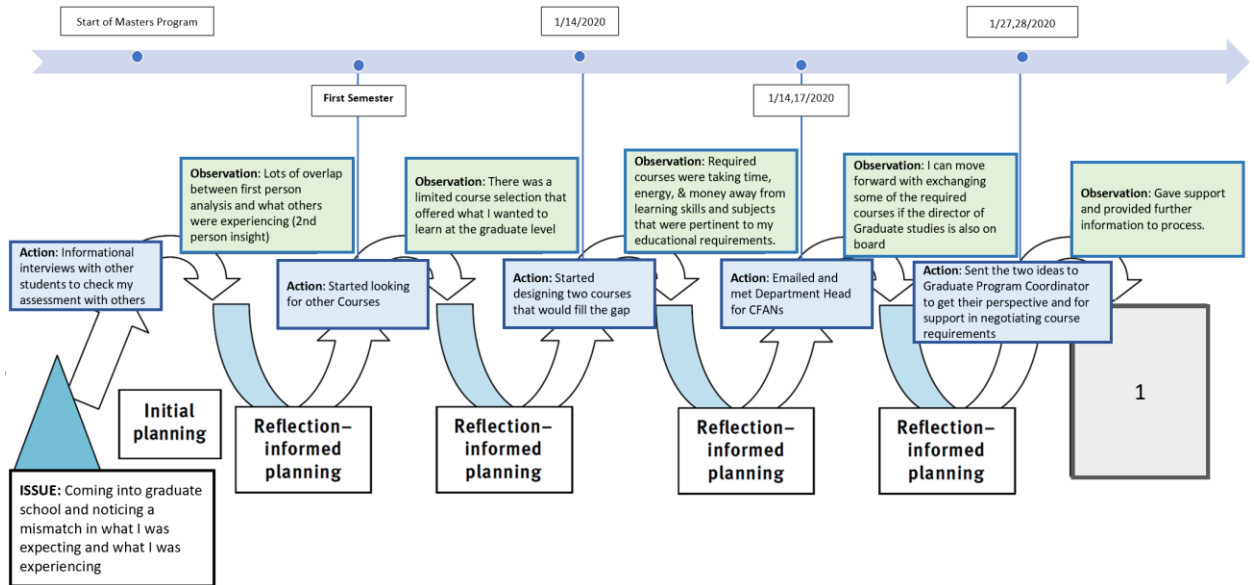 Start of Masters Program
1/14/2020
1/27,28/2020
First Semester
1/14,17/2020
Observation: Lots of overlap
between first person
analysis and what others
were experiencing (2nd
person insight)
Observation: There was a
limited course selection that
offered what I wanted to
learn at the graduate level
Observation: Required
courses were taking time,
energy, & money away from
learning skills and subjects
that were pertinent to my
educational requirements.
Observation: I can move
forward with exchanging
some of the required
courses if the director of
Graduate studies is also on
board
Observation: Gave support
and provided further
information to process.
Action: Informational
interviews with other
students to check my
assessment with others
Action: Started looking
for other Courses
Action: Started
designing two courses
that would fill the gap
Action: Emailed and
met Department Head
for CFANs
Action: Sent the two ideas to
Graduate Program Coordinator
to get their perspective and for
support in negotiating course
requirements
1
Initial
planning
Reflection–
informed
planning
Reflection–
informed
planning
Reflection–
informed
planning
Reflection–
informed
planning
ISSUE: Coming into graduate
school and noticing a
mismatch in what I was
expecting and what I was
experiencing